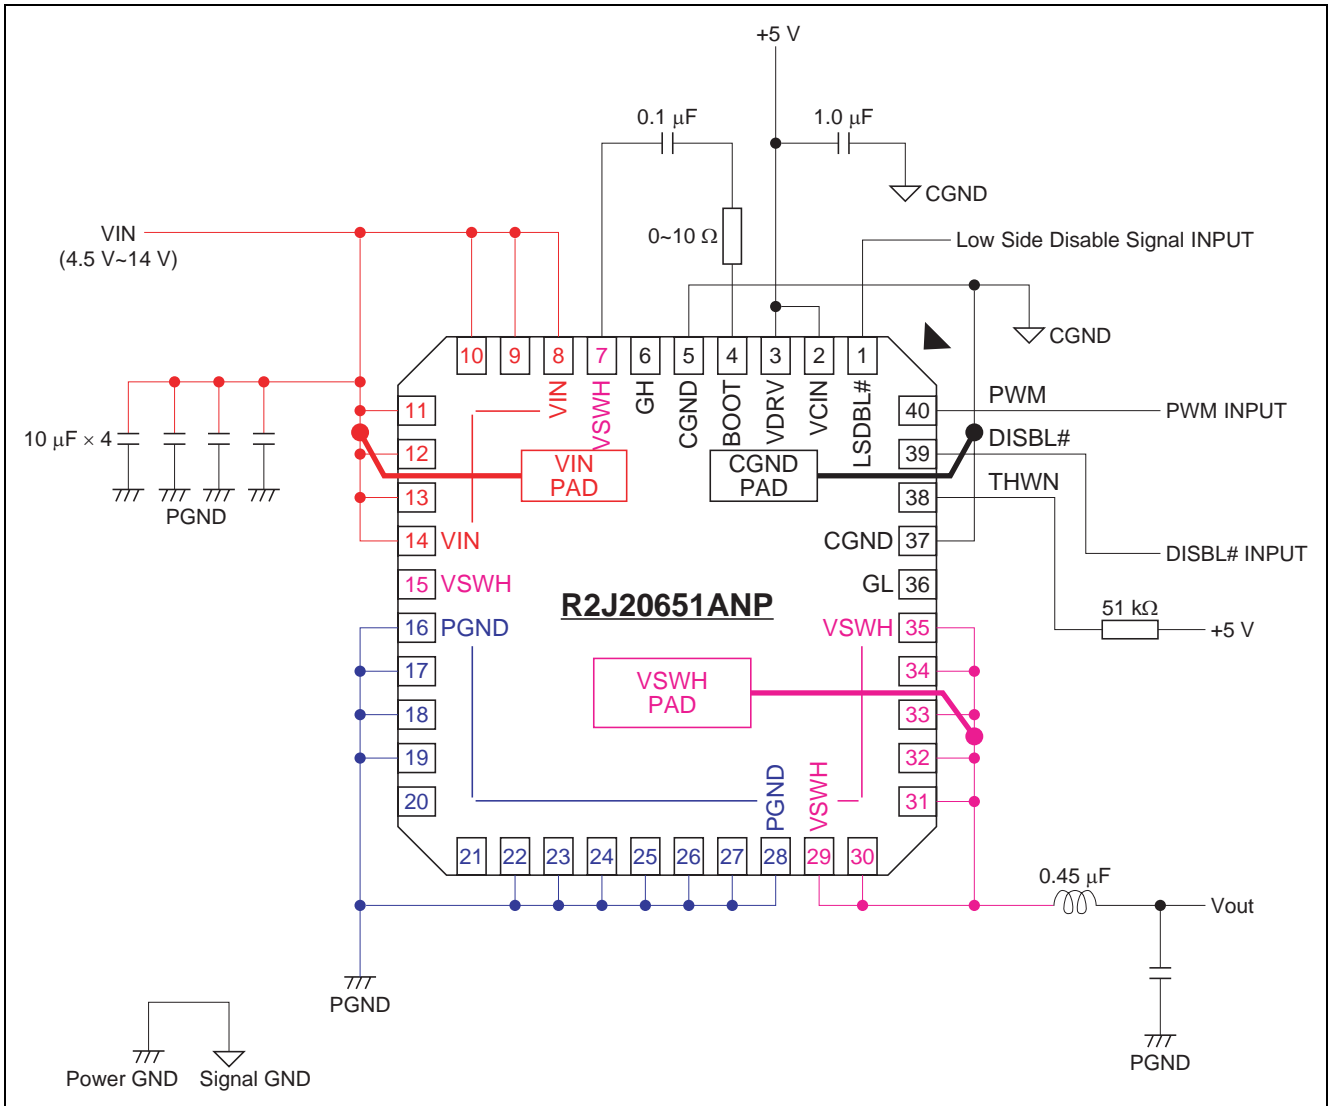 +5 V
0.1 μF
1.0 μF
CGND
VIN
(4.5 V~14 V)
0~10 Ω
Low Side Disable Signal INPUT
CGND
10
9
8
7
6
5
4
3
2
1
VIN
VSWH
GH
CGND
BOOT
VDRV
VCIN
LSDBL#
10 μF × 4
PGND
11
12
13
14
VIN
15
VSWH
16
PGND
17
18
19
20
VIN
PAD
CGND
PAD
R2J20651ANP
VSWH
PAD
40
PWM
PWM INPUT
39
DISBL#
38
THWN
CGND
37
DISBL# INPUT
GL
36
51 kΩ
+5 V
VSWH
35
34
33
32
31
PGND
VSWH
21
22
23
24
25
26
27
28
29
30
0.45 μF
Vout
PGND
PGND
Power GND
Signal GND